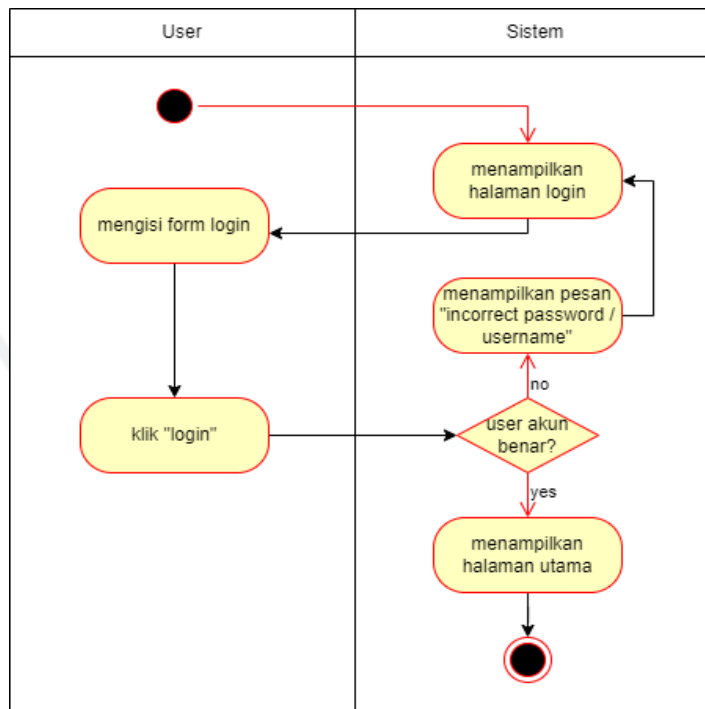 User
Sistem
menampilkan
halaman login
mengisi form login
menampilkan pesan
"incorrect password /
username"
no
klik "login"
user akun
benar?
yes
menampilkan
halaman utama